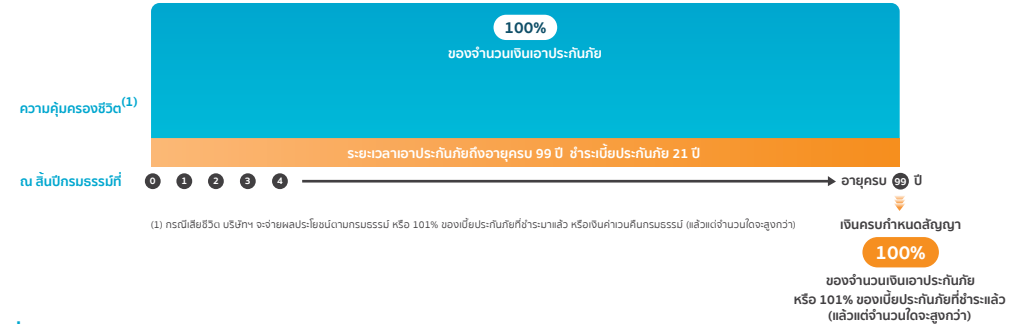 100%
ของจำนวนเงินเอาประกันภัย
ความคุ้มครองชีวิต(1)
ระยะเวลาเอาประกันภัยถึงอายุครบ 99 ปี ชำระเบี้ยประกันภัย 21 ปี
ณ สิ้นปีกรมธรรม์ที่ 0 1 2 3 4 อายุครบ 99 ปี
(1) กรณีเสียชีวิต บริษัทฯ จะจ่ายผลประโยชน์ตามกรมธรรม์ หรือ 101% ของเบี้ยประกันภัยที่ชำระมาแล้ว หรือเงินค่าเวนคืนกรมธรรม์ (แล้วแต่จำนวนใดจะสูงกว่า)
เงินครบกำหนดสัญญา
100%
ของจำนวนเงินเอาประกันภัย
หรือ 101% ของเบี้ยประกันภัยที่ชำระแล้ว
(แล้วแต่จำนวนใดจะสูงกว่า)